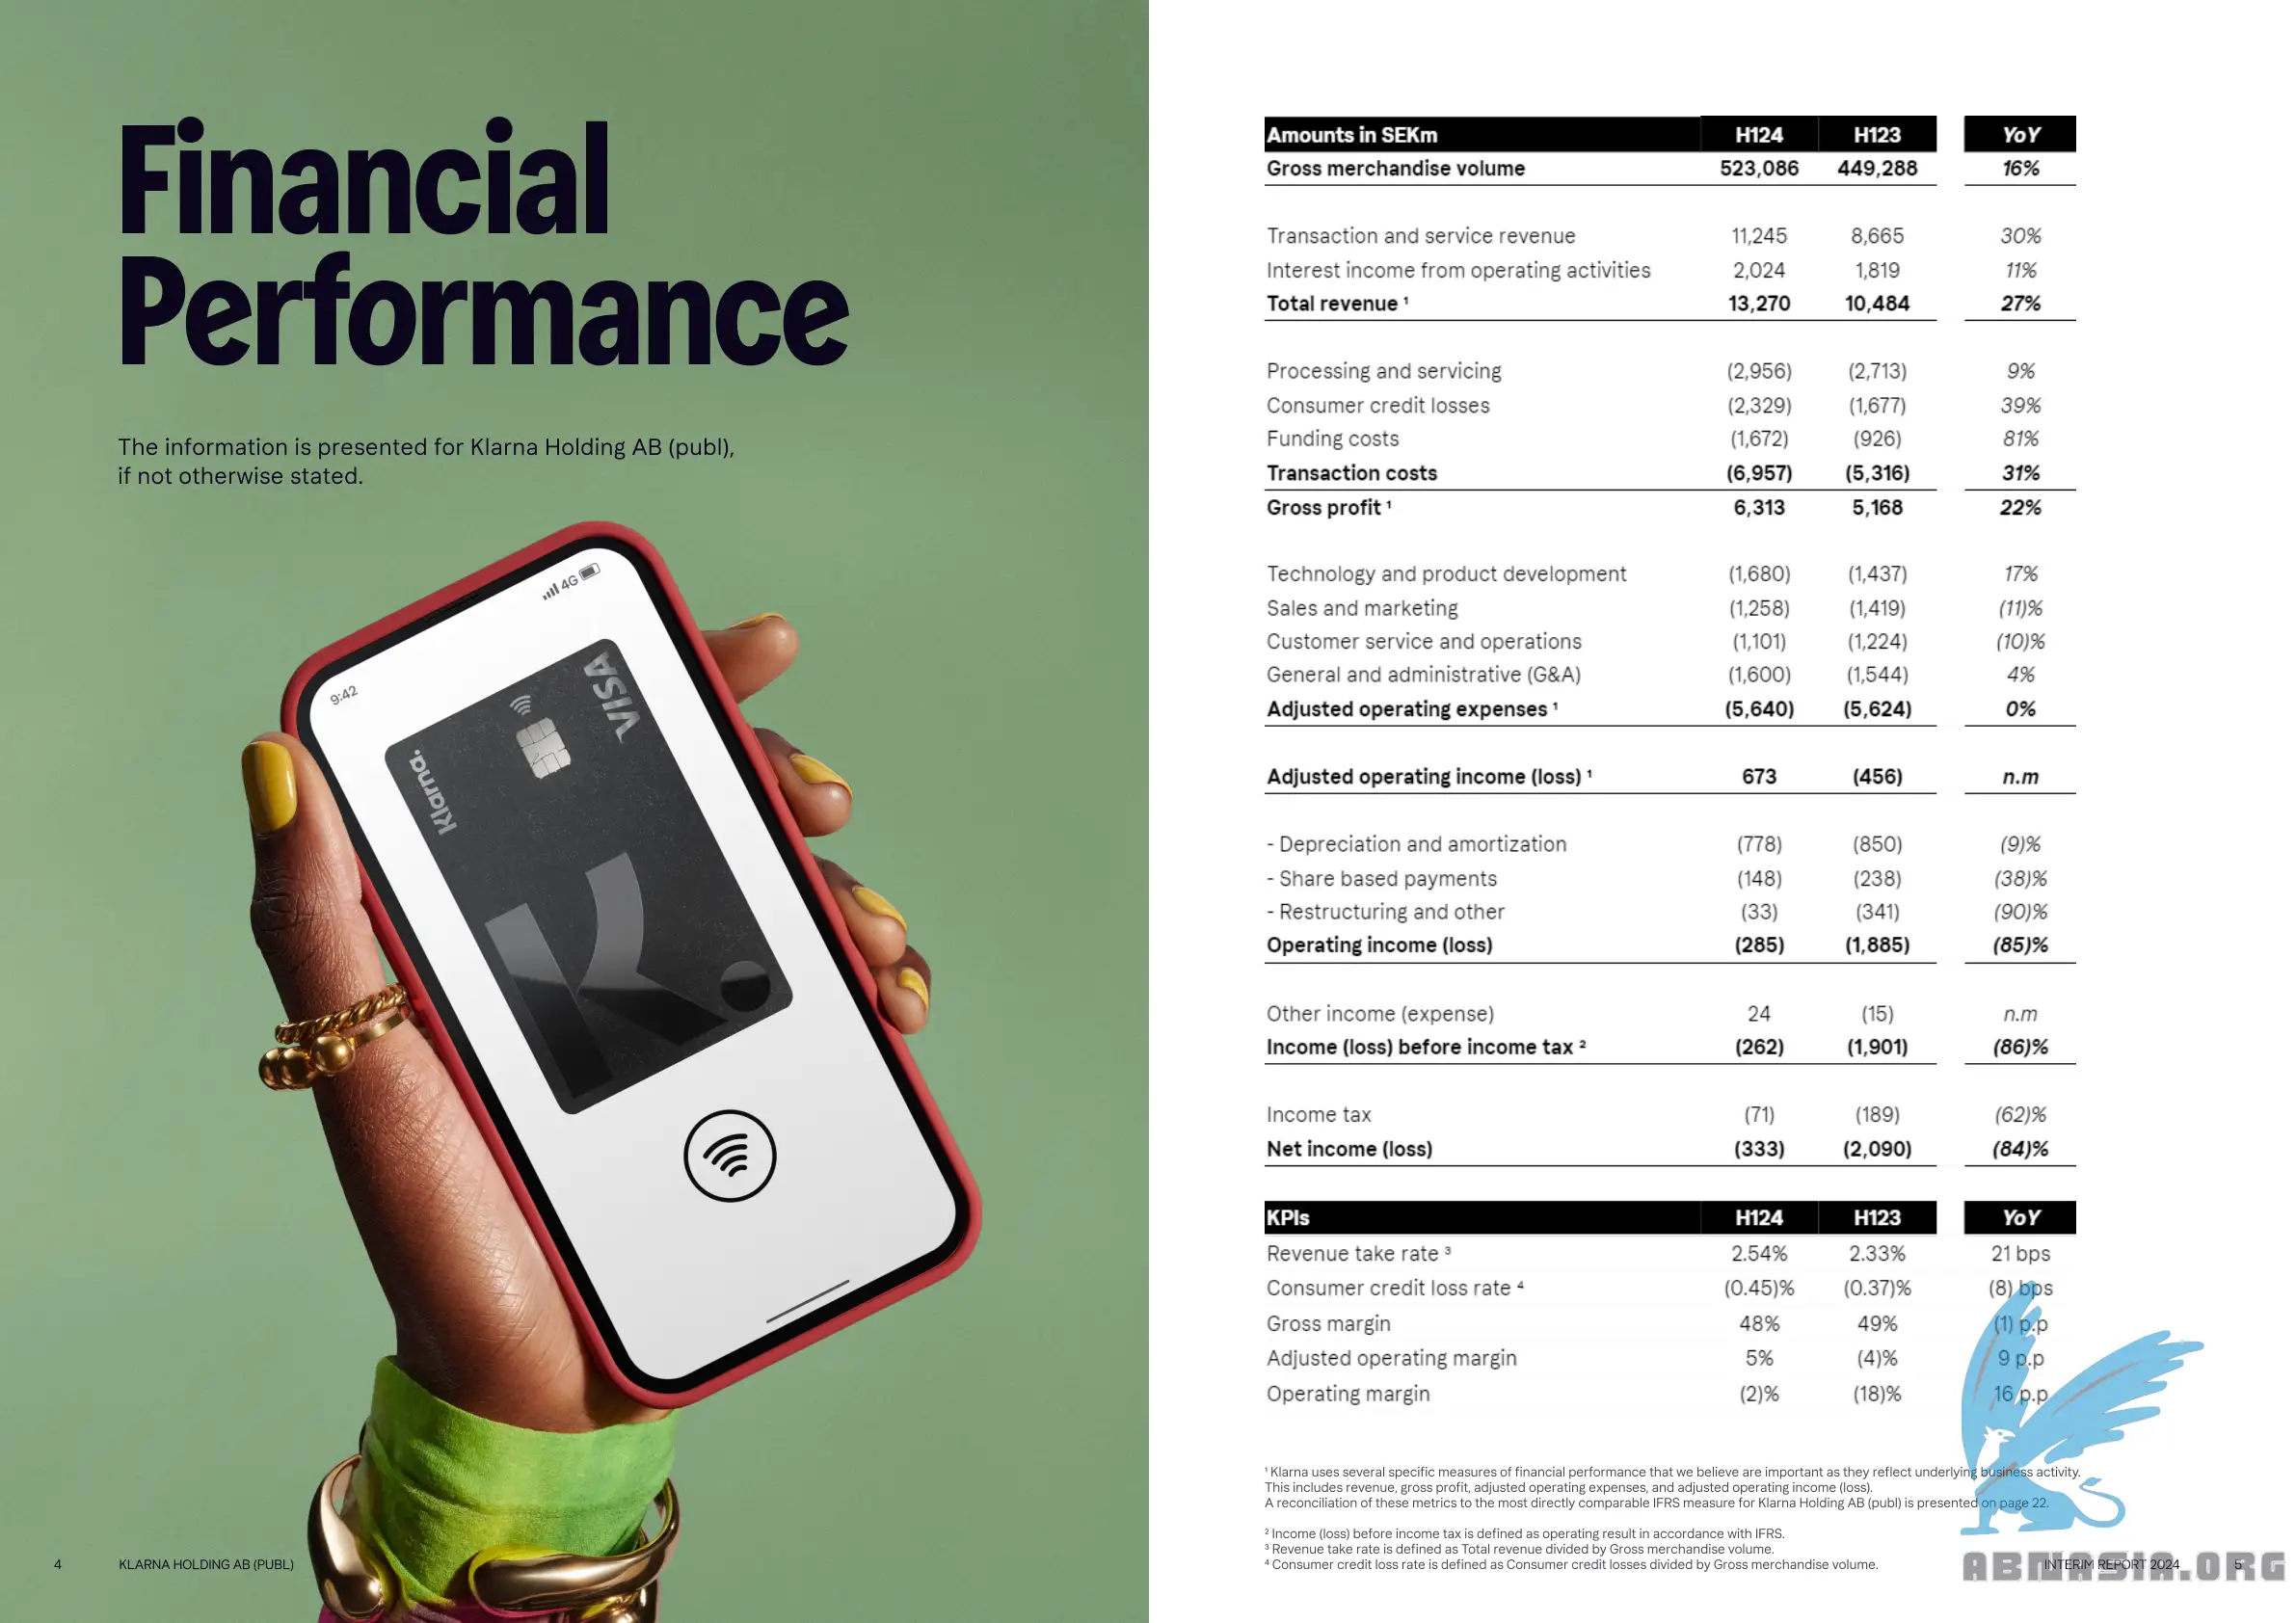 Financial
Performance
The information is presented for Klarna Holding AB (publ),
if not otherwise stated.
4G
9:42
VISA
Klarna.
4 KLARNA HOLDING AB (PUBL)
Amounts in SEKm H124 H123 YoY
Gross merchandise volume 523,086 449,288 16%
Transaction and service revenue 11,245 8,665 30%
Interest income from operating activities 2,024 1,819 11%
Total revenue ¹ 13,270 10,484 27%
Processing and servicing (2,956) (2,713) 9%
Consumer credit losses (2,329) (1,677) 39%
Funding costs (1,672) (926) 81%
Transaction costs (6,957) (5,316) 31%
Gross profit ¹ 6,313 5,168 22%
Technology and product development (1,680) (1,437) 17%
Sales and marketing (1,258) (1,419) (11)%
Customer service and operations (1,101) (1,224) (10)%
General and administrative (G&A) (1,600) (1,544) 4%
Adjusted operating expenses ¹ (5,640) (5,624) 0%
Adjusted operating income (loss) ¹ 673 (456) n.m
- Depreciation and amortization (778) (850) (9)%
- Share based payments (148) (238) (38)%
- Restructuring and other (33) (341) (90)%
Operating income (loss) (285) (1,885) (85)%
Other income (expense) 24 (15) n.m
Income (loss) before income tax ² (262) (1,901) (86)%
Income tax (71) (189) (62)%
Net income (loss) (333) (2,090) (84)%
KPIs H124 H123 YoY
Revenue take rate ³ 2.54% 2.33% 21 bps
Consumer credit loss rate ⁴ (0.45)% (0.37)% (8) bps
Gross margin 48% 49% (1) p.p
Adjusted operating margin 5% (4)% 9 p.p
Operating margin (2)% (18)% 16 p.p
¹ Klarna uses several specific measures of financial performance that we believe are important as they reflect underlying business activity.
This includes revenue, gross profit, adjusted operating expenses, and adjusted operating income (loss).
A reconciliation of these metrics to the most directly comparable IFRS measure for Klarna Holding AB (publ) is presented on page 22.
² Income (loss) before income tax is defined as operating result in accordance with IFRS.
³ Revenue take rate is defined as Total revenue divided by Gross merchandise volume.
⁴ Consumer credit loss rate is defined as Consumer credit losses divided by Gross merchandise volume.
INTERIM REPORT 2024 5
ABNASIA.ORG